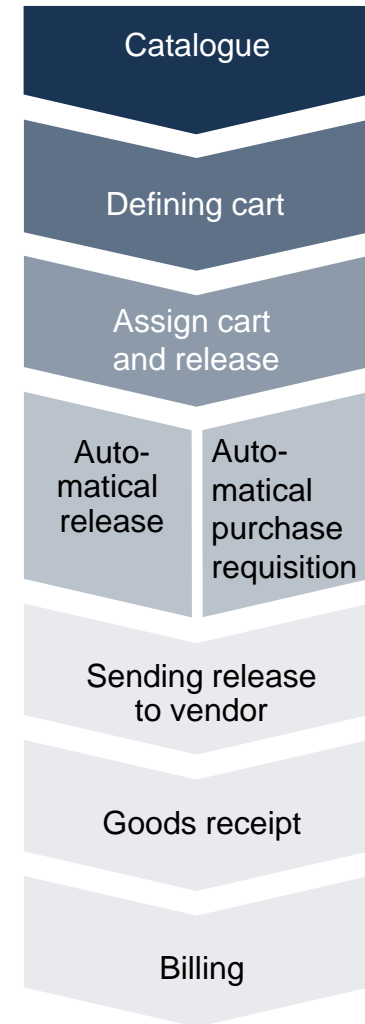 Catalogue
Defining cart
Assign cart
and release
Auto-
matical
release
Auto-
matical
purchase
requisition
Sending release
to vendor
Goods receipt
Billing